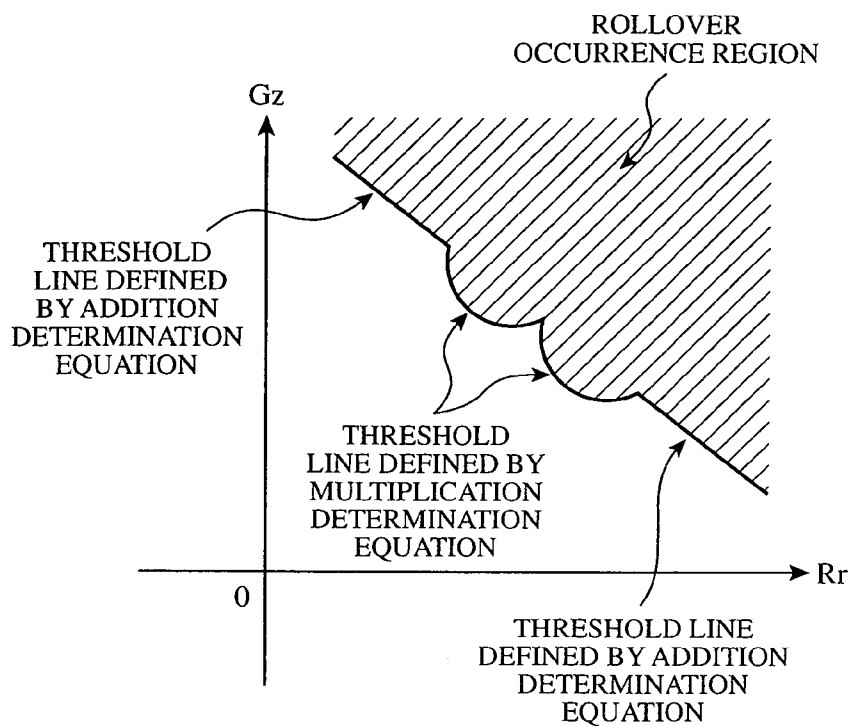 ROLLOVER
OCCURRENCE REGION
Gz
THRESHOLD
LINE DEFINED
BY ADDITION
DETERMINATION
EQUATION
THRESHOLD
LINE DEFINED BY
MULTIPLICATION
DETERMINATION
EQUATION
0
Rr
THRESHOLD LINE
DEFINED BY ADDITION
DETERMINATION
EQUATION